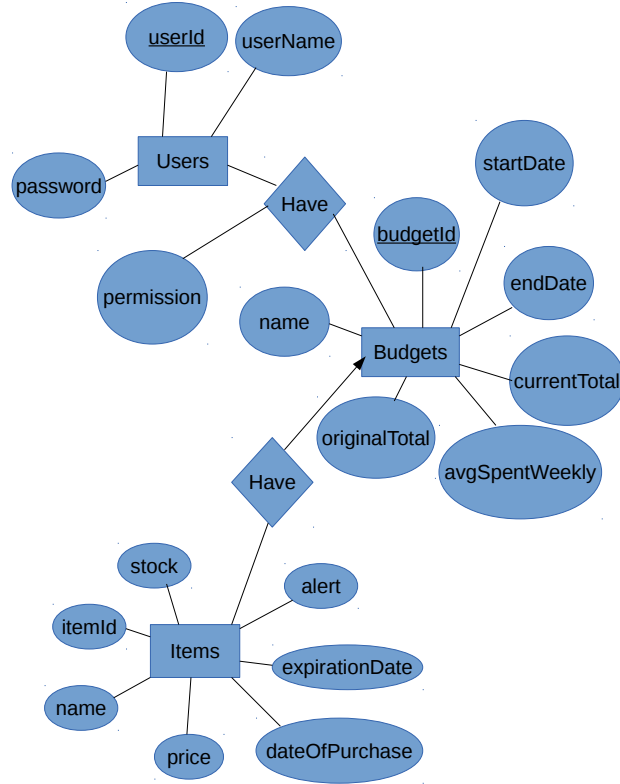 userId
userName
Users
password
startDate
Have
budgetId
endDate
permission
name
Budgets
currentTotal
originalTotal
avgSpentWeekly
Have
stock
alert
itemId
Items
expirationDate
name
dateOfPurchase
price